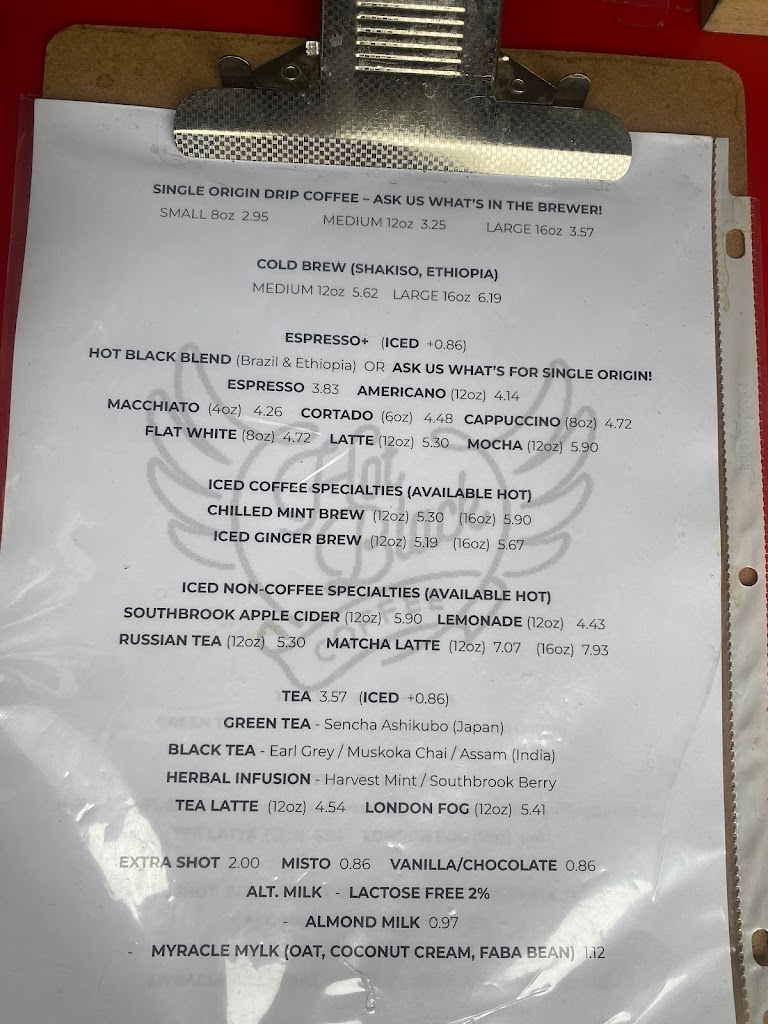 SINGLE ORIGIN DRIP COFFEE – ASK US WHAT'S IN THE BREWER!
SMALL 8oz 2.95 MEDIUM 12oz 3.25 LARGE 16oz 3.57
COLD BREW (SHAKISO, ETHIOPIA)
MEDIUM 12oz 5.62 LARGE 16oz 6.19
ESPRESSO+ (ICED +0.86)
HOT BLACK BLEND (Brazil & Ethiopia) OR ASK US WHAT'S FOR SINGLE ORIGIN!
ESPRESSO 3.83 AMERICANO (12oz) 4.14
MACCHIATO (4oz) 4.26 CORTADO (6oz) 4.48 CAPPUCCINO (8oz) 4.72
FLAT WHITE (8oz) 4.72 LATTE (12oz) 5.30 MOCHA (12oz) 5.90
ICED COFFEE SPECIALTIES (AVAILABLE HOT)
CHILLED MINT BREW (12oz) 5.30 (16oz) 5.90
ICED GINGER BREW (12oz) 5.19 (16oz) 5.67
ICED NON-COFFEE SPECIALTIES (AVAILABLE HOT)
SOUTHBROOK APPLE CIDER (12oz) 5.90 LEMONADE (12oz) 4.43
RUSSIAN TEA (12oz) 5.30 MATCHA LATTE (12oz) 7.07 (16oz) 7.93
TEA 3.57 (ICED +0.86)
GREEN TEA - Sencha Ashikubo (Japan)
BLACK TEA - Earl Grey / Muskoka Chai / Assam (India)
HERBAL INFUSION - Harvest Mint / Southbrook Berry
TEA LATTE (12oz) 4.54 LONDON FOG (12oz) 5.41
EXTRA SHOT 2.00 MISTO 0.86 VANILLA/CHOCOLATE 0.86
ALT. MILK - LACTOSE FREE 2%
- ALMOND MILK 0.97
- MYRACLE MYLK (OAT, COCONUT CREAM, FABA BEAN) 1.12
Hot Black
COFFEE